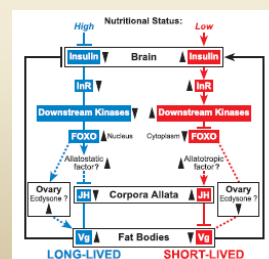 Nutritional Status:
High Low
Insulin Brain Insulin
InR InR
Downstream Kinases Downstream Kinases
FOXO Nucleus Cytoplasm FOXO
Allatostatic factor? Allatotropic factor?
Ovary Ecdysone ? Ovary Ecdysone ?
JH Corpora Allata JH
Vg Fat Bodies Vg
LONG-LIVED SHORT-LIVED